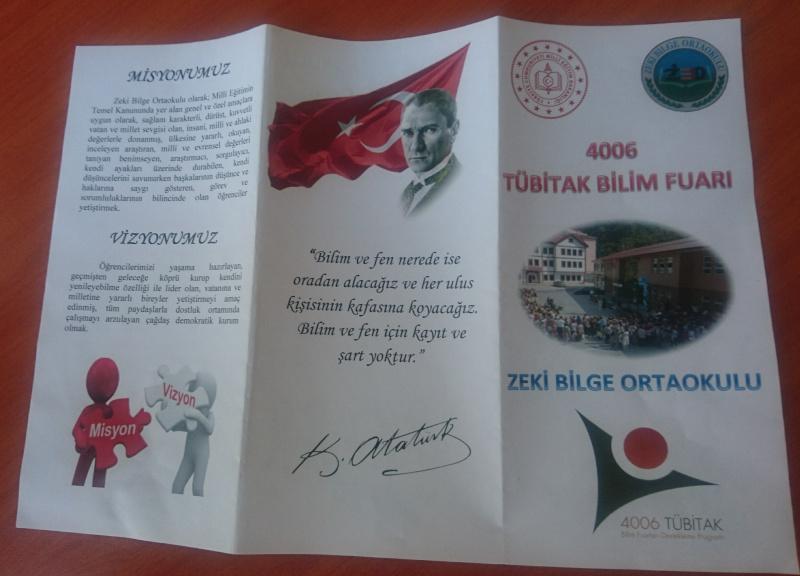 MİSYONUMUZ
Zeki Bilge Ortaokulu olarak; Milli Eğitimin
Temel Kanununda yer alan genel ve özel amaçlara
uygun olarak, sağlam karakterli, dürüst, kuvvetli
vatan ve millet sevgisi olan, insani, milli ve ahlaki
değerlerle donanmış, ülkesine yararlı, okuyan,
inceleyen araştıran, milli ve evrensel değerleri
tanıyan benimseyen, araştırmacı, sorgulayıcı,
kendi ayakları üzerinde durabilen, kendi
düşüncelerini savunurken başkalarının düşünce ve
haklarına saygı gösteren, görev ve
sorumluluklarının bilincinde olan öğrenciler
yetiştirmek.
VİZYONUMUZ
Öğrencilerimizi yaşama hazırlayan,
geçmişten geleceğe köprü kurup kendini
yenileyebilme özelliği ile lider olan, vatanına ve
milletine yararlı bireyler yetiştirmeyi amaç
edinmiş, tüm paydaşlarla dostluk ortamında
çalışmayı arzulayan çağdaş demokratik kurum
olmak.
Misyon
Vizyon
“Bilim ve fen nerede ise
oradan alacağız ve her ulus
kişisinin kafasına koyacağız.
Bilim ve fen için kayıt ve
şart yoktur.”
K. Atatürk
ZEKİ BİLGE ORTAOKULU
4006
TÜBİTAK BİLİM FUARI
ZEKİ BİLGE ORTAOKULU
4006 TÜBİTAK
Bilim Fuarları Destekleme Programı